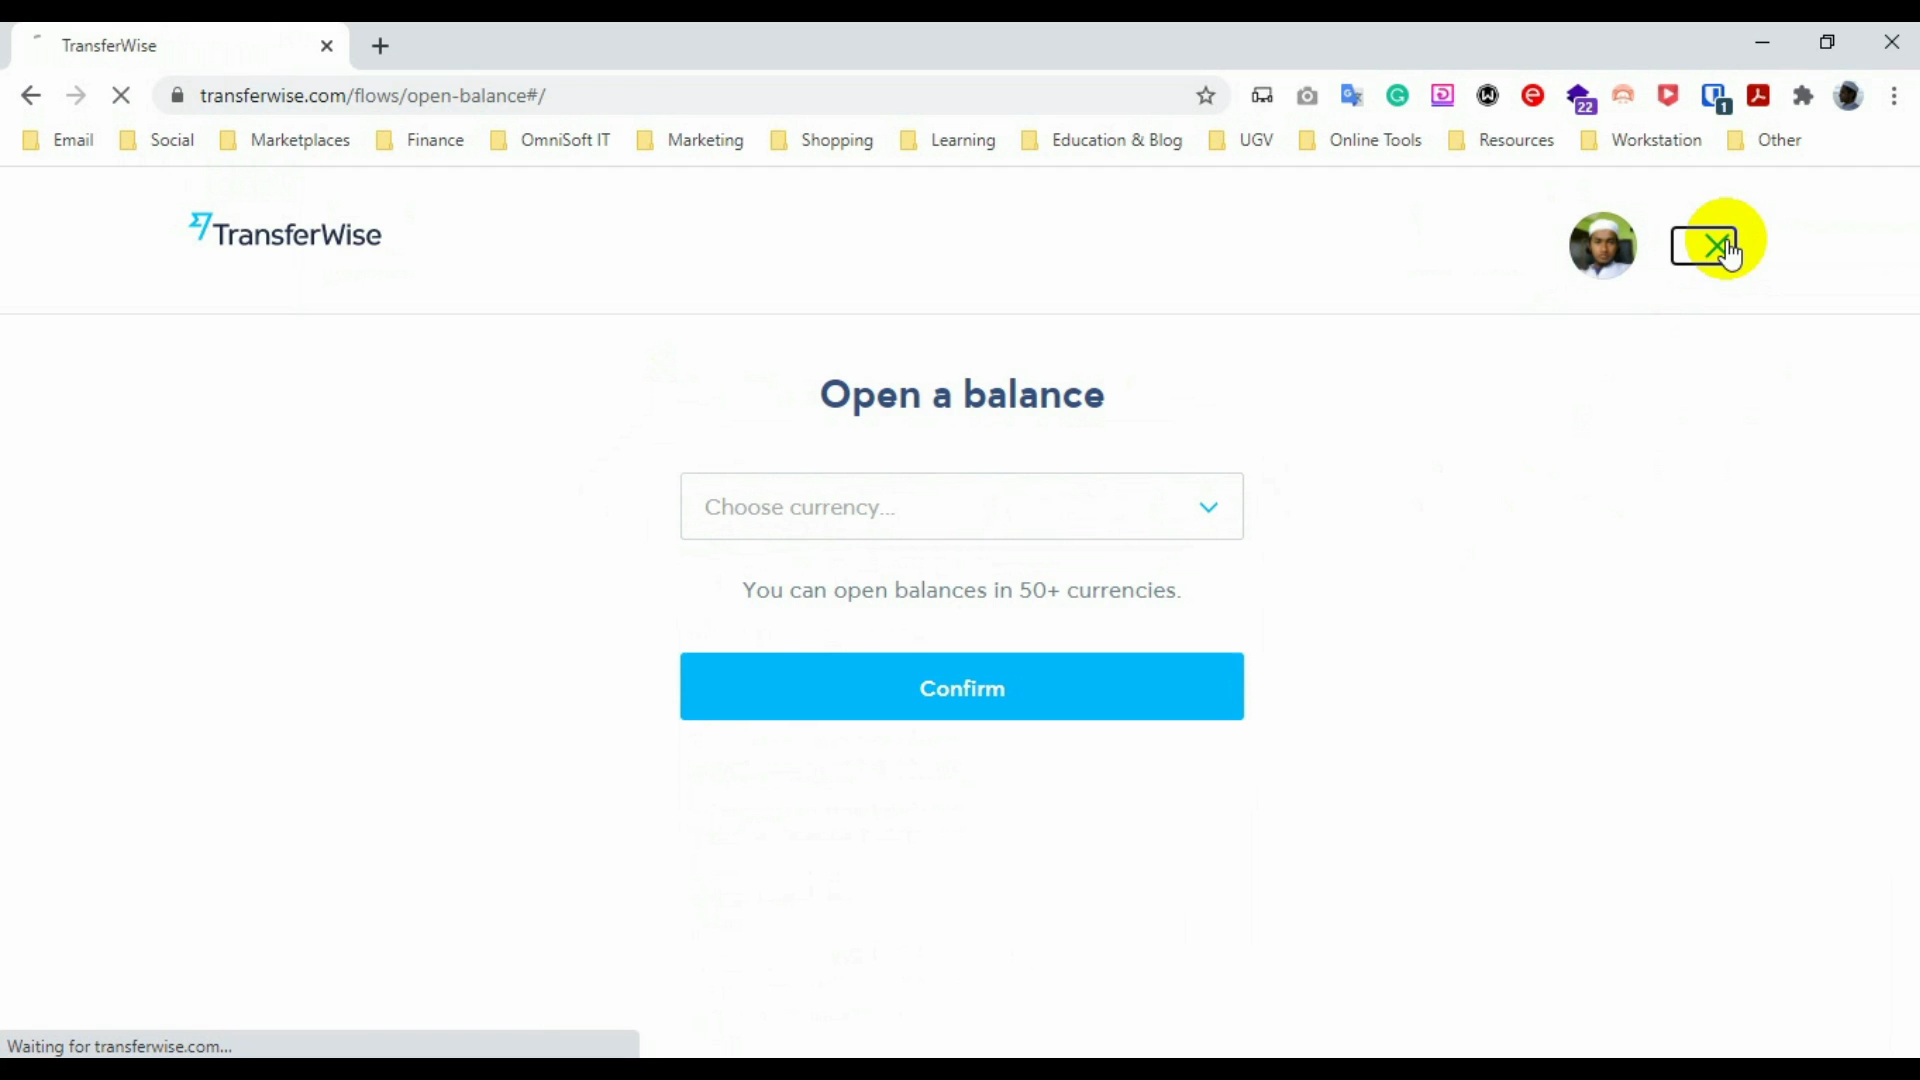 TransferWise
transferwise.com/flows/open-balance#/
22
1
Email Social Marketplaces Finance OmniSoft IT Marketing Shopping Learning Education & Blog UGV Online Tools Resources Workstation Other
TransferWise
Open a balance
Choose currency...
You can open balances in 50+ currencies.
Confirm
Waiting for transferwise.com...